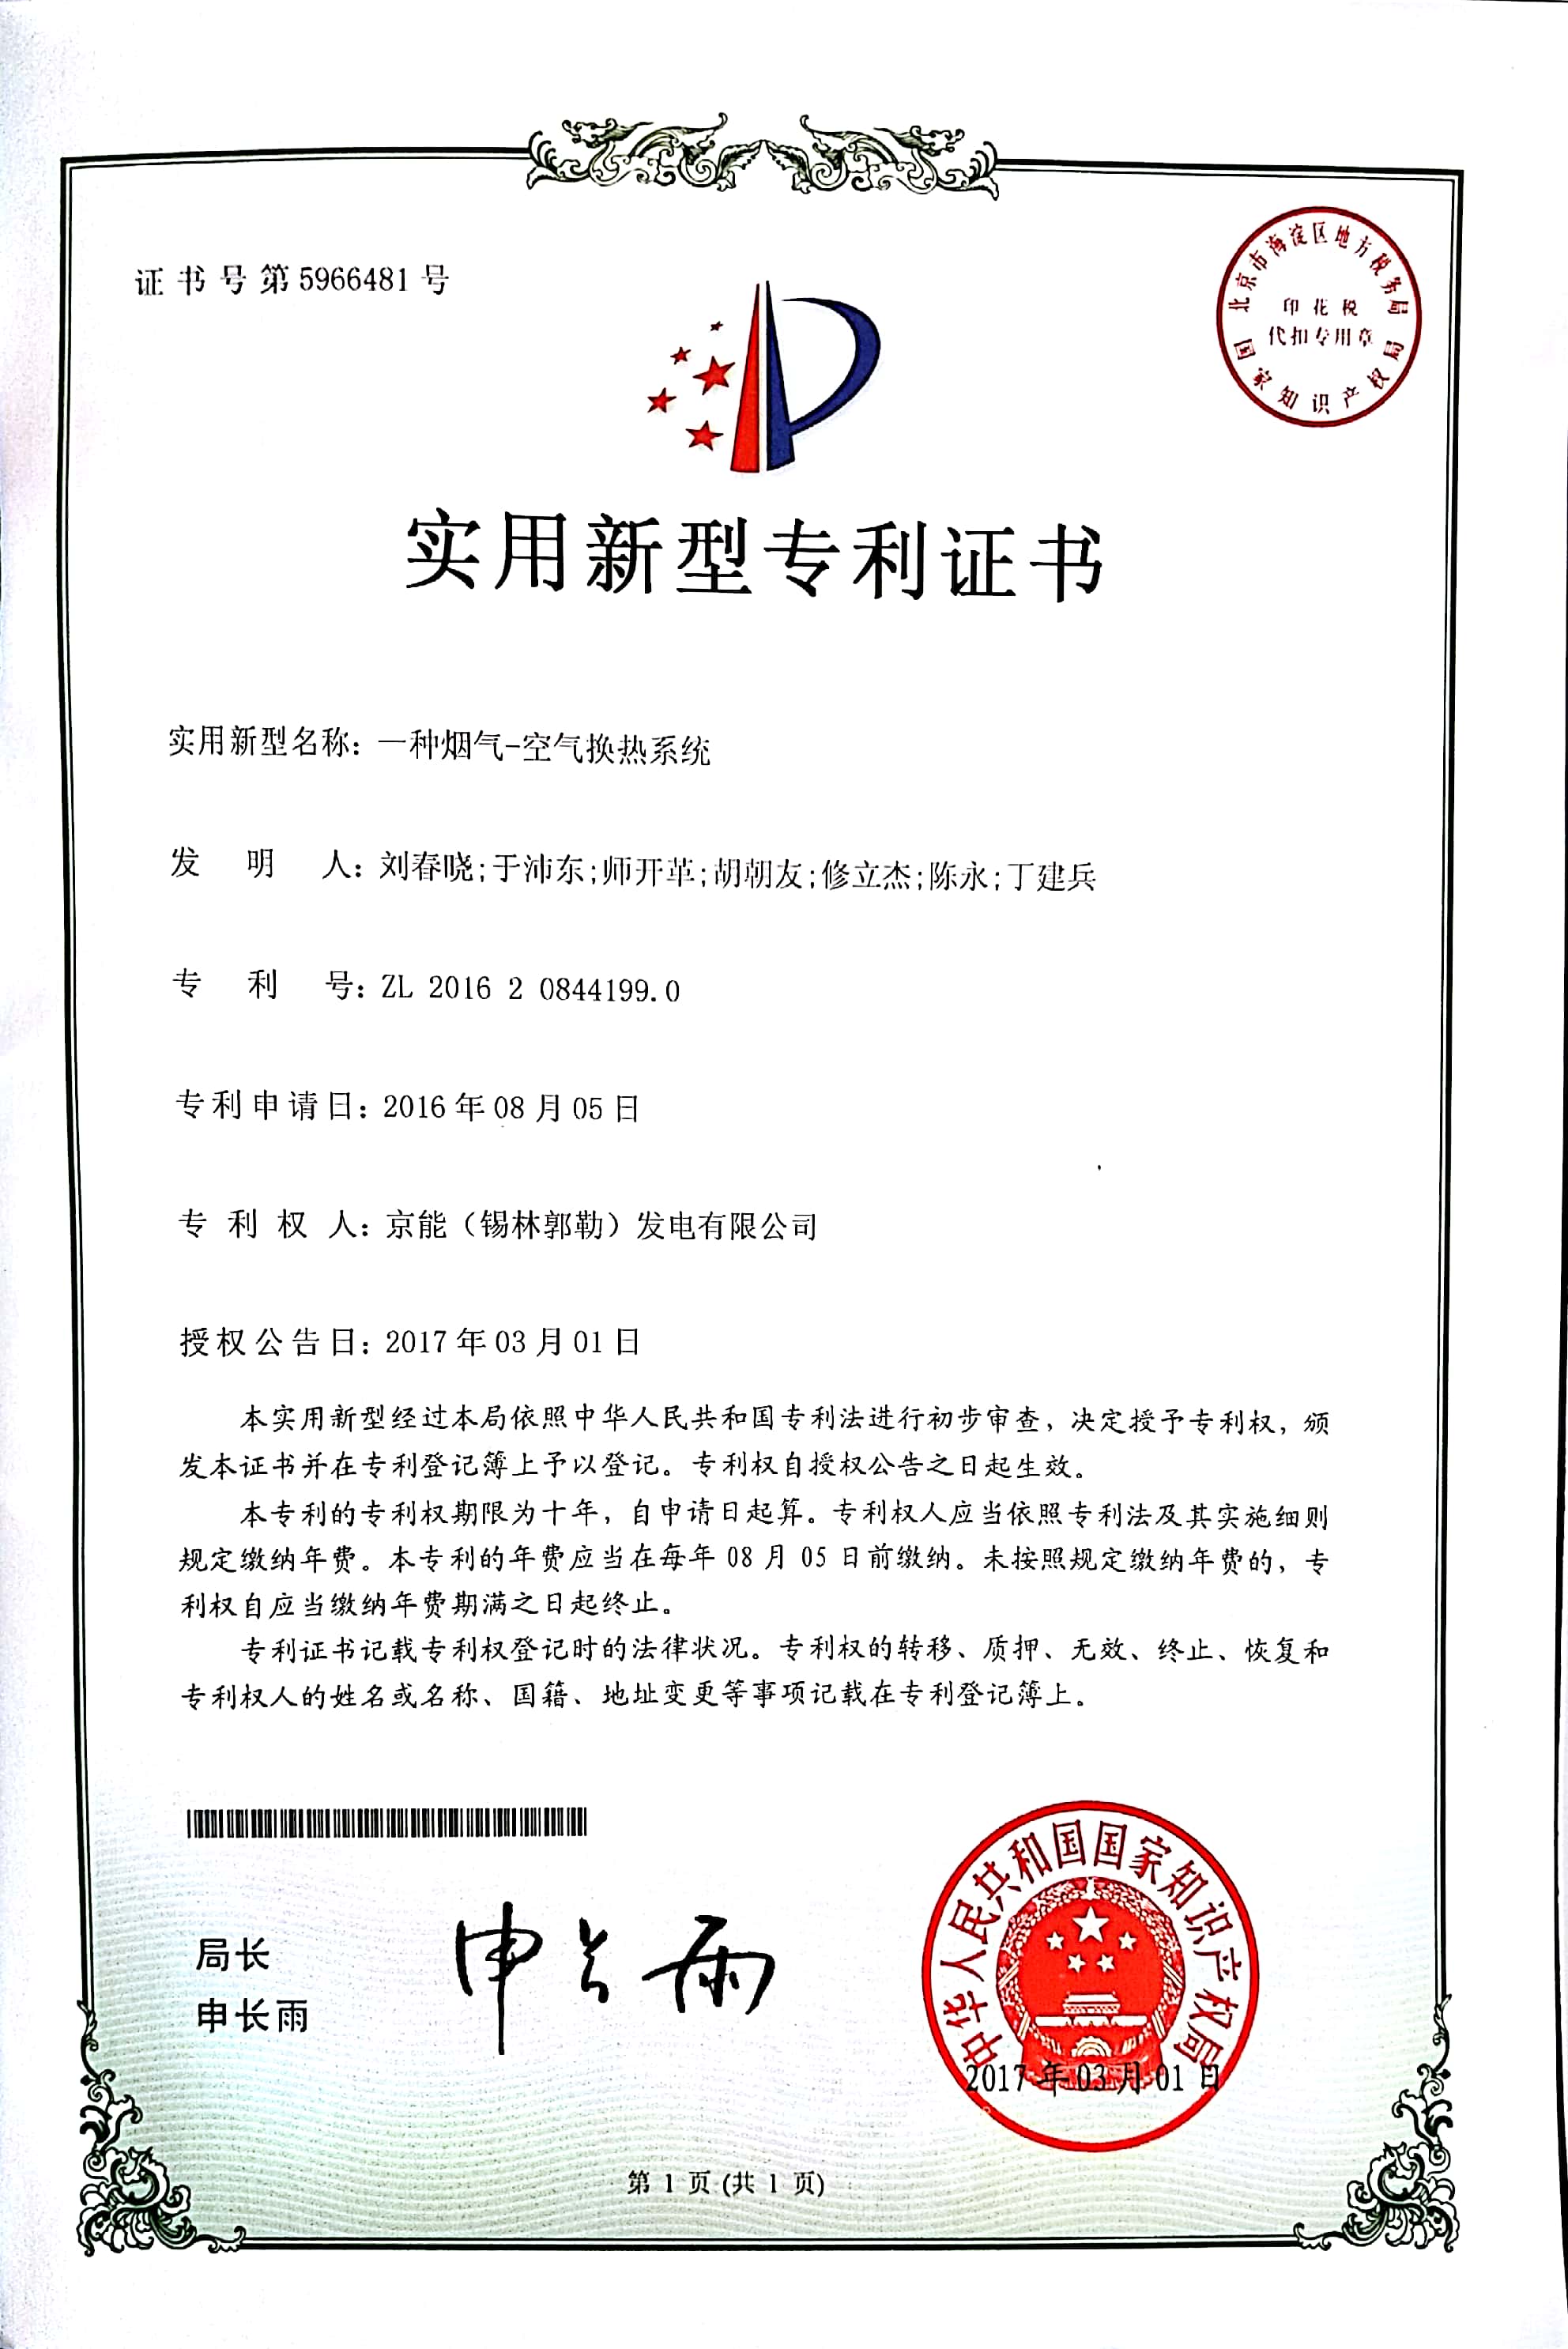 证书号第5966481号
北京市海淀区地方税务局
印花税
代扣专用章
国家知识产权局
实用新型专利证书
实用新型名称：一种烟气-空气换热系统
发明人：刘春晓;于沛东;师开革;胡朝友;修立杰;陈永;丁建兵
专利号：ZL 2016 2 0844199.0
专利申请日：2016年08月05日
专利权人：京能（锡林郭勒）发电有限公司
授权公告日：2017年03月01日
本实用新型经过本局依照中华人民共和国专利法进行初步审查，决定授予专利权，颁
发本证书并在专利登记簿上予以登记。专利权自授权公告之日起生效。
本专利的专利权期限为十年，自申请日起算。专利权人应当依照专利法及其实施细则
规定缴纳年费。本专利的年费应当在每年08月05日前缴纳。未按照规定缴纳年费的，专
利权自应当缴纳年费期满之日起终止。
专利证书记载专利权登记时的法律状况。专利权的转移、质押、无效、终止、恢复和
专利权人的姓名或名称、国籍、地址变更等事项记载在专利登记簿上。
局长
申长雨
申长雨
中华人民共和国国家知识产权局
2017年03月01日
第1页(共1页)